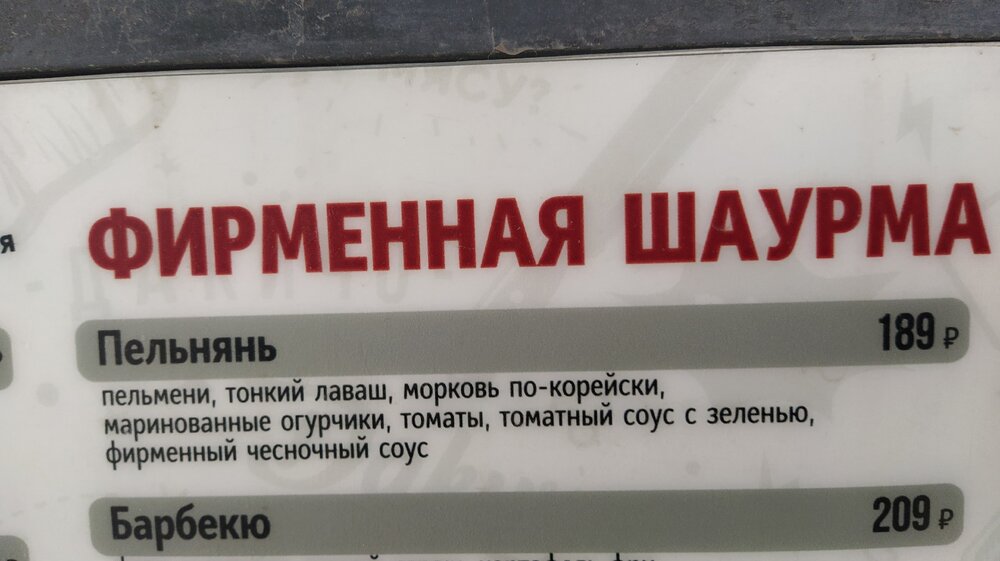 МЯСУ?
я
ФИРМЕННАЯ ШАУРМА
Пельнянь 189 ₽
пельмени, тонкий лаваш, морковь по-корейски,
маринованные огурчики, томаты, томатный соус с зеленью,
фирменный чесночный соус
Барбекю 209 ₽